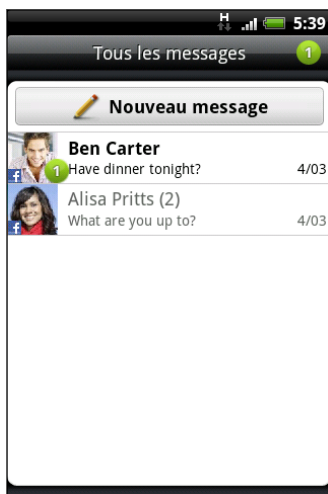 H 5:39
Tous les messages 1
Nouveau message
Ben Carter
1 Have dinner tonight? 4/03
Alisa Pritts (2)
What are you up to? 4/03